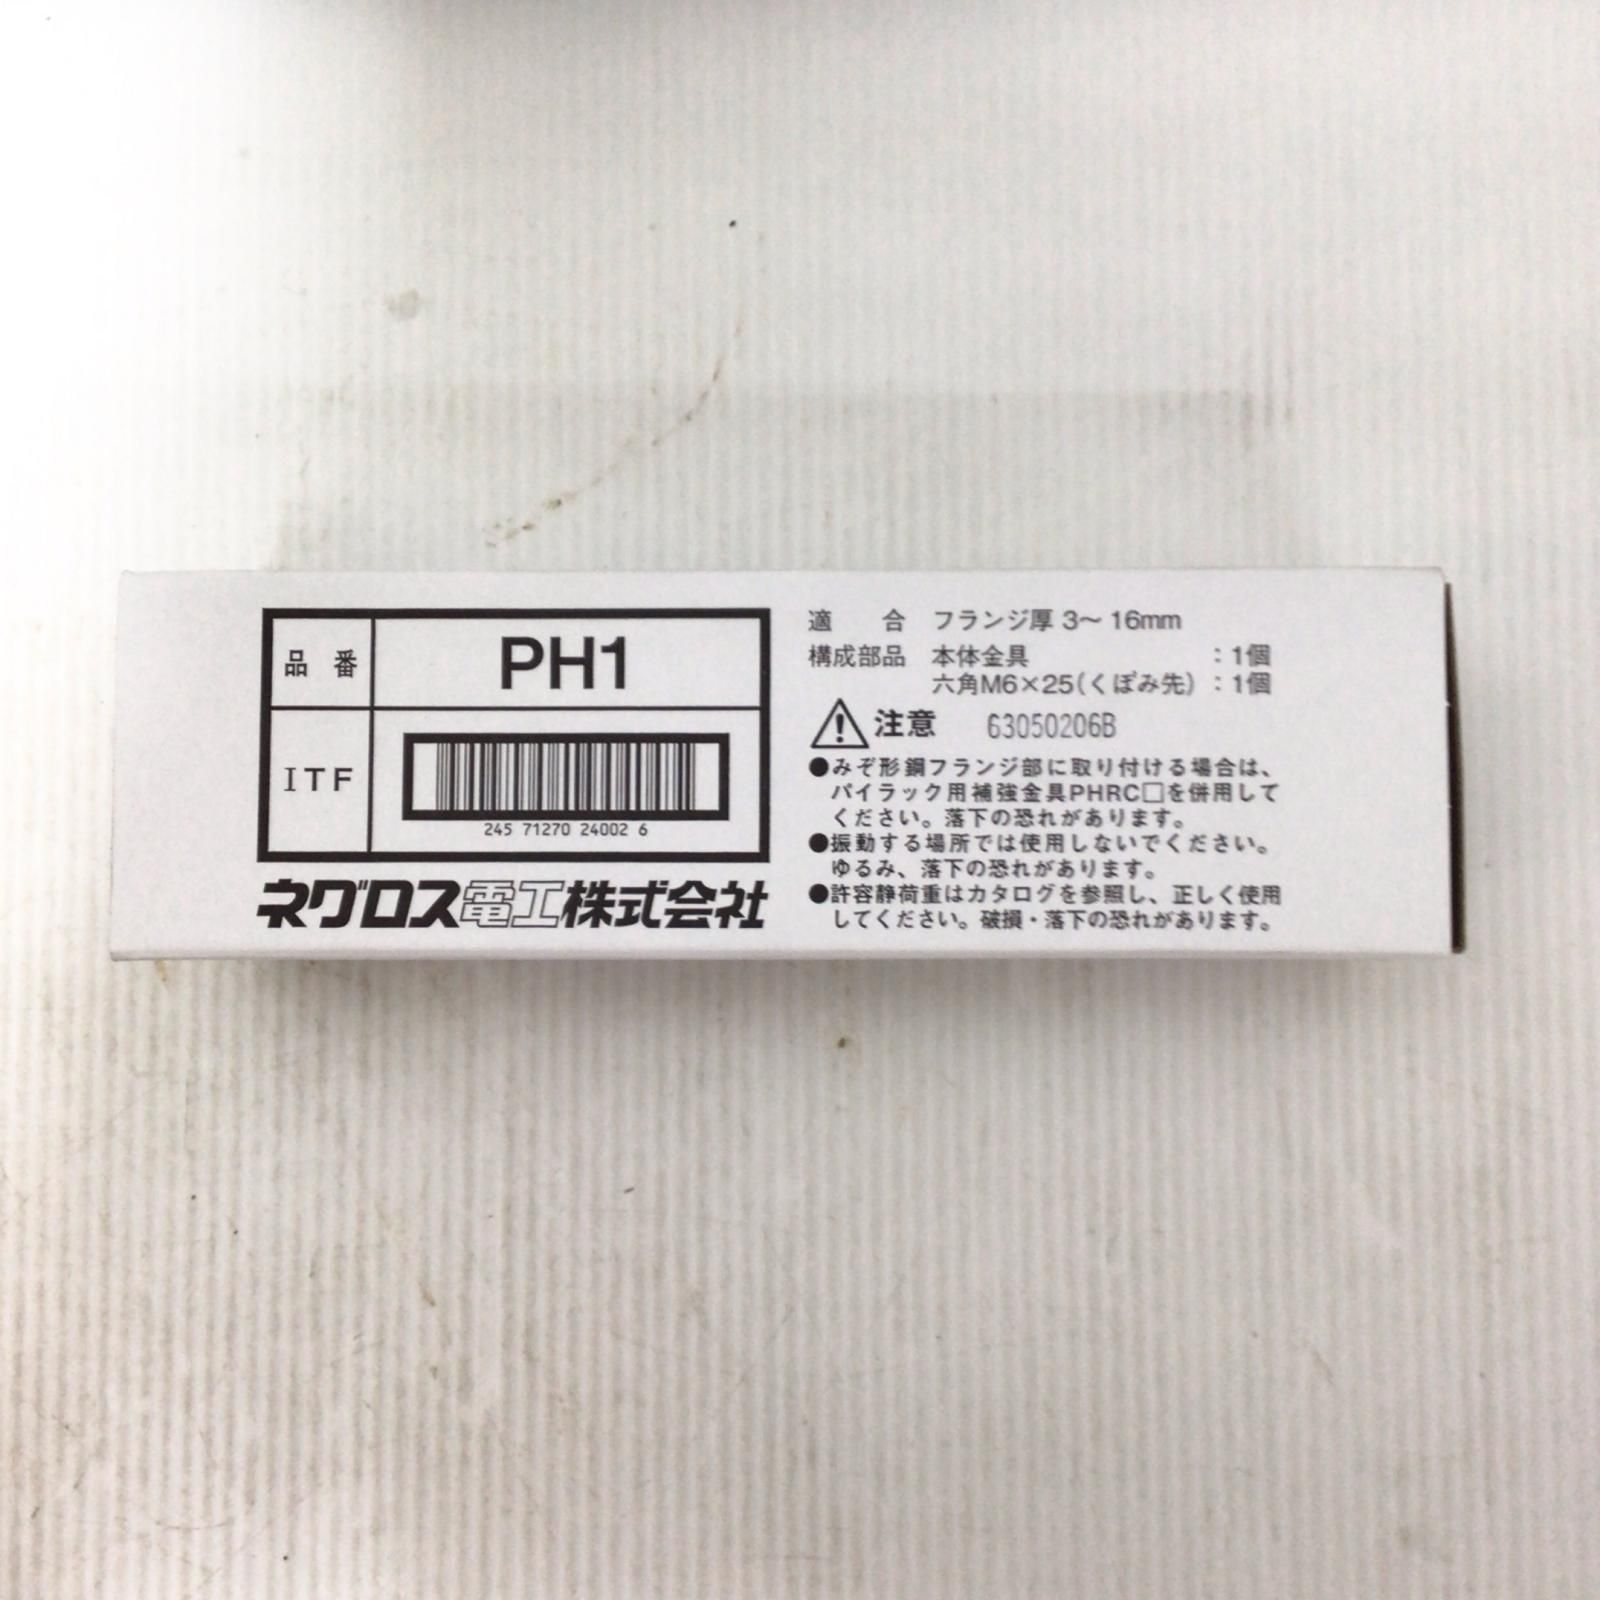 品番 PH1
ITF
245 71270 24002 6
ネグロス電工株式会社
適合 フランジ厚 3〜16mm
構成部品 本体金具 :1個
六角M6×25(くぼみ先) :1個
注意 63050206B
●みぞ形鋼フランジ部に取り付ける場合は、
パイラック用補強金具PHRC□を併用して
ください。落下の恐れがあります。
●振動する場所では使用しないでください。
ゆるみ、落下の恐れがあります。
●許容静荷重はカタログを参照し、正しく使用
してください。破損・落下の恐れがあります。